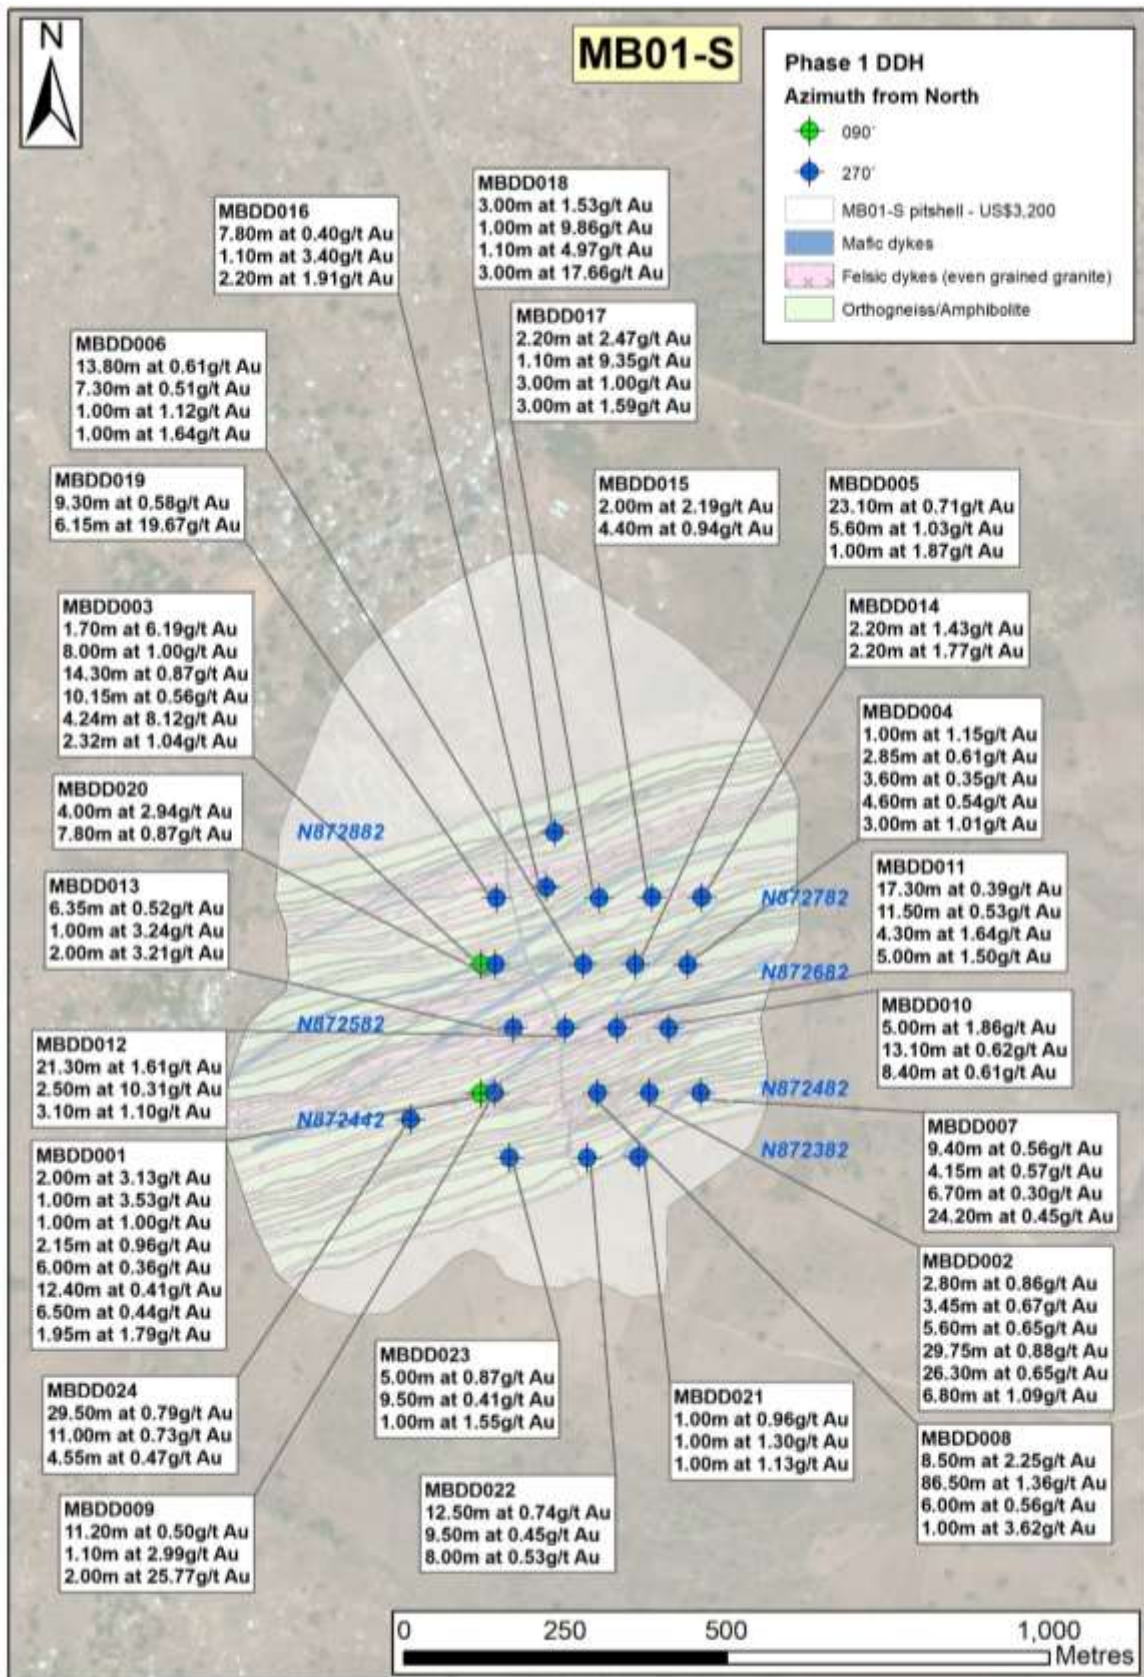 N
MB01-S
Phase 1 DDH
Azimuth from North
090°
270°
MB01-S pitshell - US$3,200
Mafic dykes
Felsic dykes (even grained granite)
Orthogneiss/Amphibolite
MBDD018
3.00m at 1.53g/t Au
1.00m at 9.86g/t Au
1.10m at 4.97g/t Au
3.00m at 17.66g/t Au
MBDD016
7.80m at 0.40g/t Au
1.10m at 3.40g/t Au
2.20m at 1.91g/t Au
MBDD017
2.20m at 2.47g/t Au
1.10m at 9.35g/t Au
3.00m at 1.00g/t Au
3.00m at 1.59g/t Au
MBDD006
13.80m at 0.61g/t Au
7.30m at 0.51g/t Au
1.00m at 1.12g/t Au
1.00m at 1.64g/t Au
MBDD019
9.30m at 0.58g/t Au
6.15m at 19.67g/t Au
MBDD015
2.00m at 2.19g/t Au
4.40m at 0.94g/t Au
MBDD005
23.10m at 0.71g/t Au
5.60m at 1.03g/t Au
1.00m at 1.87g/t Au
MBDD003
1.70m at 6.19g/t Au
8.00m at 1.00g/t Au
14.30m at 0.87g/t Au
10.15m at 0.56g/t Au
4.24m at 8.12g/t Au
2.32m at 1.04g/t Au
MBDD014
2.20m at 1.43g/t Au
2.20m at 1.77g/t Au
MBDD004
1.00m at 1.15g/t Au
2.85m at 0.61g/t Au
3.60m at 0.35g/t Au
4.60m at 0.54g/t Au
3.00m at 1.01g/t Au
MBDD020
4.00m at 2.94g/t Au
7.80m at 0.87g/t Au
N872882
MBDD011
17.30m at 0.39g/t Au
11.50m at 0.53g/t Au
4.30m at 1.64g/t Au
5.00m at 1.50g/t Au
MBDD013
6.35m at 0.52g/t Au
1.00m at 3.24g/t Au
2.00m at 3.21g/t Au
N872782
N872682
MBDD010
5.00m at 1.86g/t Au
13.10m at 0.62g/t Au
8.40m at 0.61g/t Au
N872582
MBDD012
21.30m at 1.61g/t Au
2.50m at 10.31g/t Au
3.10m at 1.10g/t Au
N872482
N872442
MBDD007
9.40m at 0.56g/t Au
4.15m at 0.57g/t Au
6.70m at 0.30g/t Au
24.20m at 0.45g/t Au
N872382
MBDD001
2.00m at 3.13g/t Au
1.00m at 3.53g/t Au
1.00m at 1.00g/t Au
2.15m at 0.96g/t Au
6.00m at 0.36g/t Au
12.40m at 0.41g/t Au
6.50m at 0.44g/t Au
1.95m at 1.79g/t Au
MBDD002
2.80m at 0.86g/t Au
3.45m at 0.67g/t Au
5.60m at 0.65g/t Au
29.75m at 0.88g/t Au
26.30m at 0.65g/t Au
6.80m at 1.09g/t Au
MBDD023
5.00m at 0.87g/t Au
9.50m at 0.41g/t Au
1.00m at 1.55g/t Au
MBDD024
29.50m at 0.79g/t Au
11.00m at 0.73g/t Au
4.55m at 0.47g/t Au
MBDD021
1.00m at 0.96g/t Au
1.00m at 1.30g/t Au
1.00m at 1.13g/t Au
MBDD008
8.50m at 2.25g/t Au
86.50m at 1.36g/t Au
6.00m at 0.56g/t Au
1.00m at 3.62g/t Au
MBDD022
12.50m at 0.74g/t Au
9.50m at 0.45g/t Au
8.00m at 0.53g/t Au
MBDD009
11.20m at 0.50g/t Au
1.10m at 2.99g/t Au
2.00m at 25.77g/t Au
0 250 500 1,000
Metres